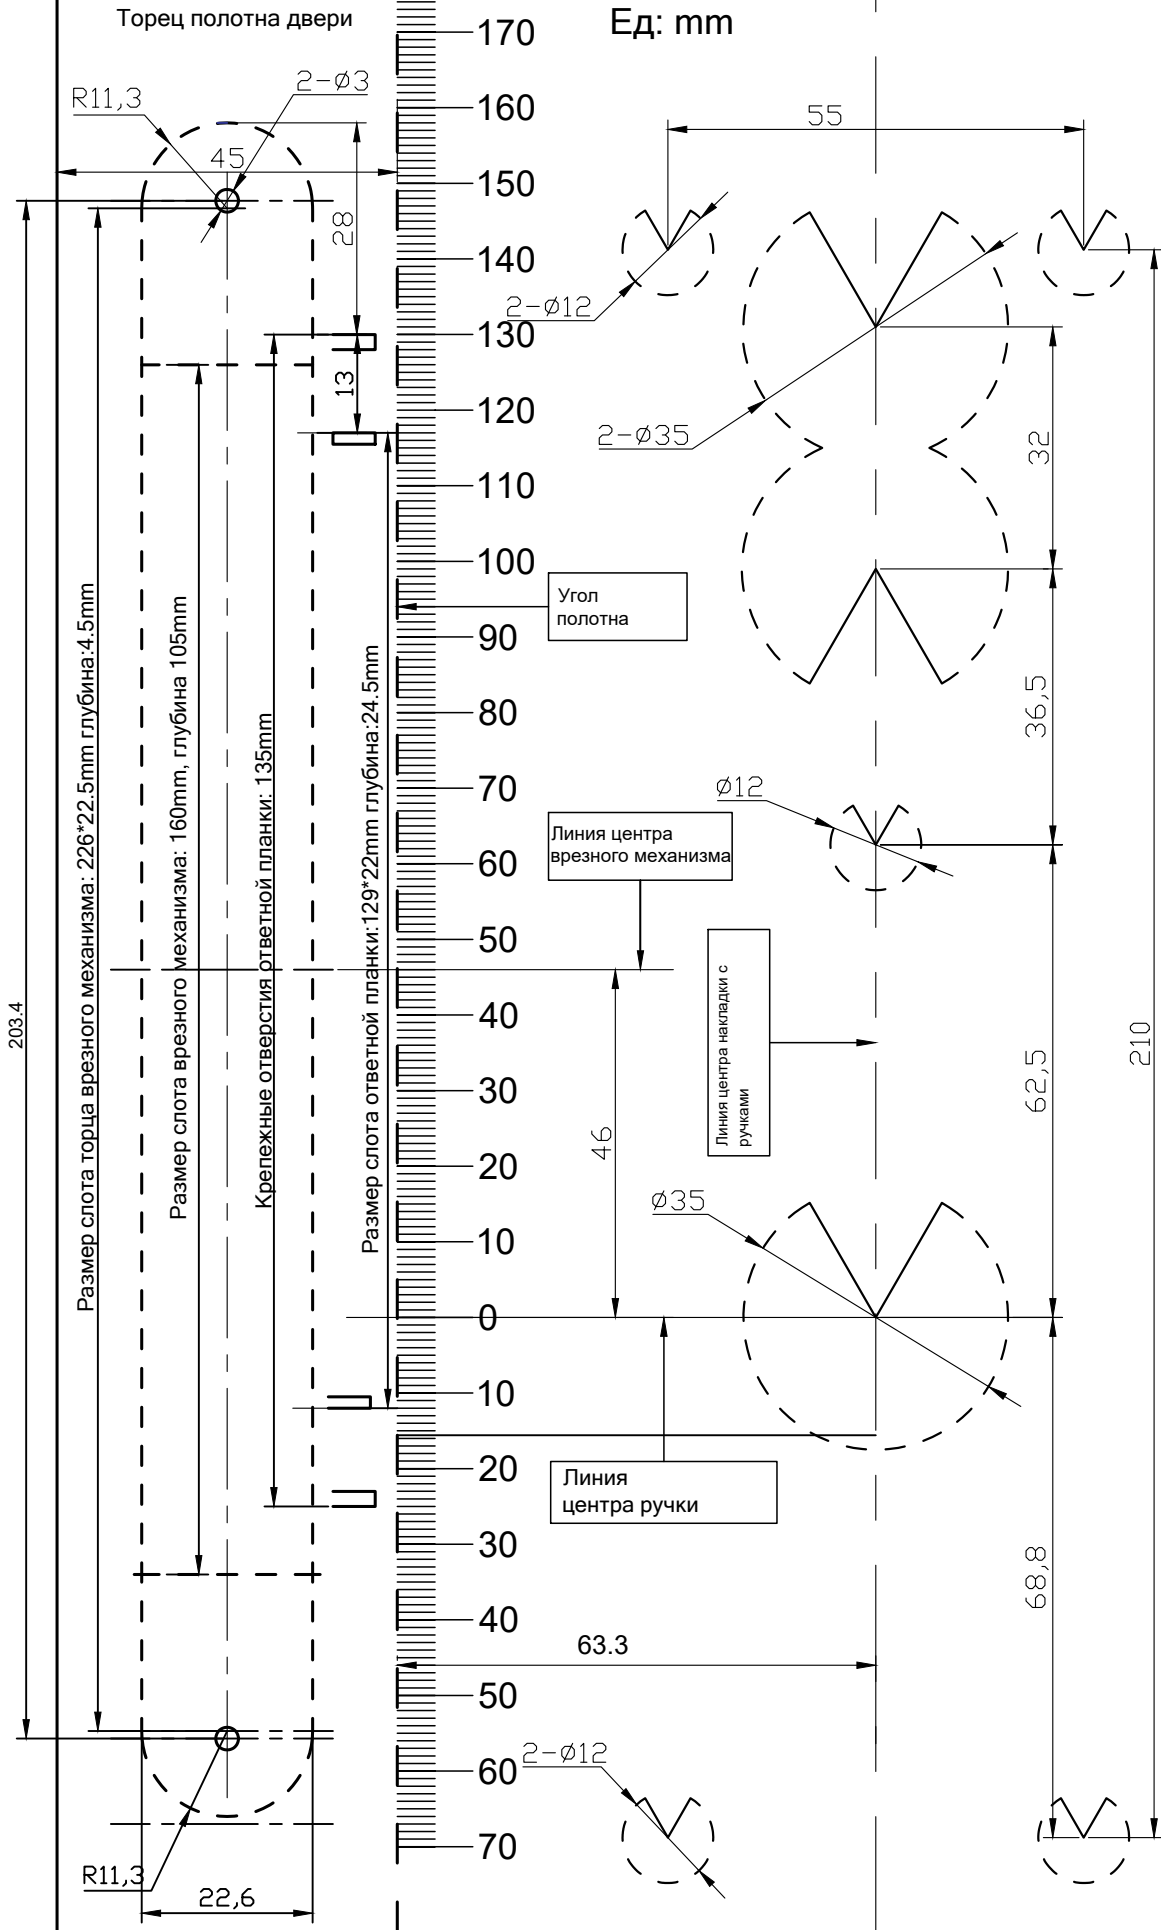 Торец полотна двери
Ед: mm
170
160
150
140
130
120
110
100
90
80
70
60
50
40
30
20
10
0
10
20
30
40
50
60
70
R11,3
2-ø3
45
28
13
203.4
Размер слота торца врезного механизма: 226*22.5mm глубина:4.5mm
Размер слота врезного механизма: 160mm, глубина 105mm
Крепежные отверстия ответной планки: 135mm
Размер слота ответной планки:129*22mm глубина:24.5mm
R11,3
22,6
55
2-ø12
2-ø35
32
Угол
полотна
36,5
ø12
Линия центра
врезного механизма
Линия центра накладки с
ручками
46
62,5
210
ø35
Линия
центра ручки
68,8
63.3
2-ø12